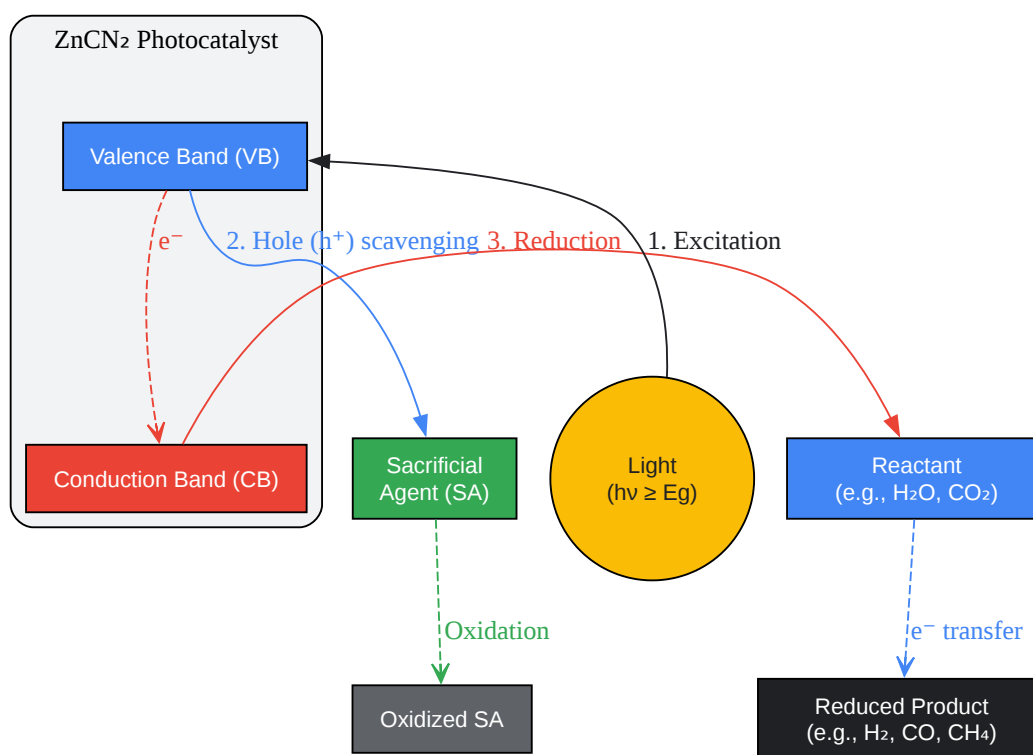 ZnCN₂ Photocatalyst
Valence Band (VB)
e⁻
2. Hole (h⁺) scavenging
3. Reduction
1. Excitation
Conduction Band (CB)
Sacrificial
Agent (SA)
Light
(hν ≥ Eg)
Reactant
(e.g., H₂O, CO₂)
Oxidation
e⁻ transfer
Oxidized SA
Reduced Product
(e.g., H₂, CO, CH₄)